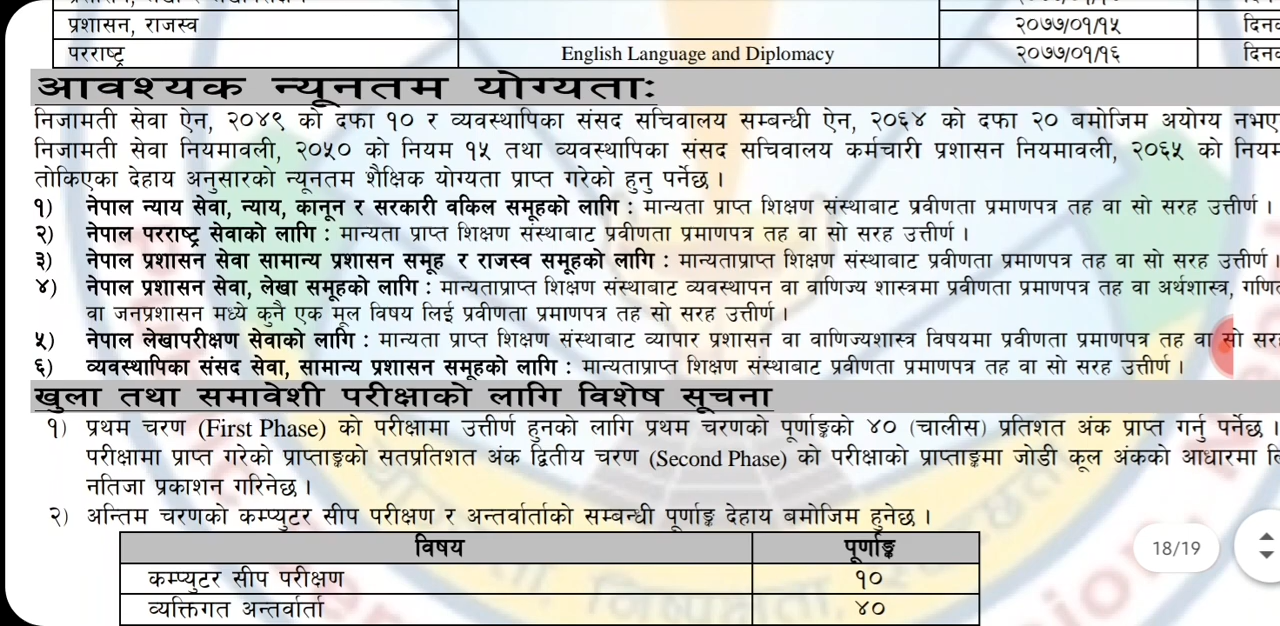 प्रशासन, राजस्व २०७७/०१/१५
परराष्ट्र English Language and Diplomacy २०७७/०१/१६
आवश्यक न्यूनतम योग्यताः
निजामती सेवा ऐन, २०४९ को दफा १० र व्यवस्थापिका संसद सचिवालय सम्बन्धी ऐन, २०६४ को दफा २० बमोजिम अयोग्य नभए
निजामती सेवा नियमावली, २०५० को नियम १५ तथा व्यवस्थापिका संसद सचिवालय कर्मचारी प्रशासन नियमावली, २०६५ को नियम
तोकिएका देहाय अनुसारको न्यूनतम शैक्षिक योग्यता प्राप्त गरेको हुनु पर्नेछ ।
१) नेपाल न्याय सेवा, न्याय, कानून र सरकारी वकिल समूहको लागि : मान्यता प्राप्त शिक्षण संस्थाबाट प्रवीणता प्रमाणपत्र तह वा सो सरह उत्तीर्ण ।
२) नेपाल परराष्ट्र सेवाको लागि : मान्यता प्राप्त शिक्षण संस्थाबाट प्रवीणता प्रमाणपत्र तह वा सो सरह उत्तीर्ण ।
३) नेपाल प्रशासन सेवा सामान्य प्रशासन समूह र राजस्व समूहको लागि : मान्यताप्राप्त शिक्षण संस्थाबाट प्रवीणता प्रमाणपत्र तह वा सो सरह उत्तीर्ण ।
४) नेपाल प्रशासन सेवा, लेखा समूहको लागि : मान्यताप्राप्त शिक्षण संस्थाबाट व्यवस्थापन वा वाणिज्य शास्त्रमा प्रवीणता प्रमाणपत्र तह वा अर्थशास्त्र, गणित
वा जनप्रशासन मध्ये कुनै एक मूल विषय लिई प्रवीणता प्रमाणपत्र तह सो सरह उत्तीर्ण ।
५) नेपाल लेखापरीक्षण सेवाको लागि : मान्यता प्राप्त शिक्षण संस्थाबाट व्यापार प्रशासन वा वाणिज्यशास्त्र विषयमा प्रवीणता प्रमाणपत्र तह वा सो
६) व्यवस्थापिका संसद सेवा, सामान्य प्रशासन समूहको लागि : मान्यताप्राप्त शिक्षण संस्थाबाट प्रवीणता प्रमाणपत्र तह वा सो सरह उत्तीर्ण ।
खुला तथा समावेशी परीक्षाको लागि विशेष सूचना
१) प्रथम चरण (First Phase) को परीक्षामा उत्तीर्ण हुनको लागि प्रथम चरणको पूर्णाङ्कको ४० (चालीस) प्रतिशत अंक प्राप्त गर्नु पर्नेछ ।
परीक्षामा प्राप्त गरेको प्राप्ताङ्कको सतप्रतिशत अंक द्वितीय चरण (Second Phase) को परीक्षाको प्राप्ताङ्कमा जोडी कूल अंकको आधारमा
नतिजा प्रकाशन गरिनेछ ।
२) अन्तिम चरणको कम्प्युटर सीप परीक्षण र अन्तर्वार्ताको सम्बन्धी पूर्णाङ्क देहाय बमोजिम हुनेछ ।
विषय पूर्णाङ्क
कम्प्युटर सीप परीक्षण १०
व्यक्तिगत अन्तर्वार्ता ४०
18/19